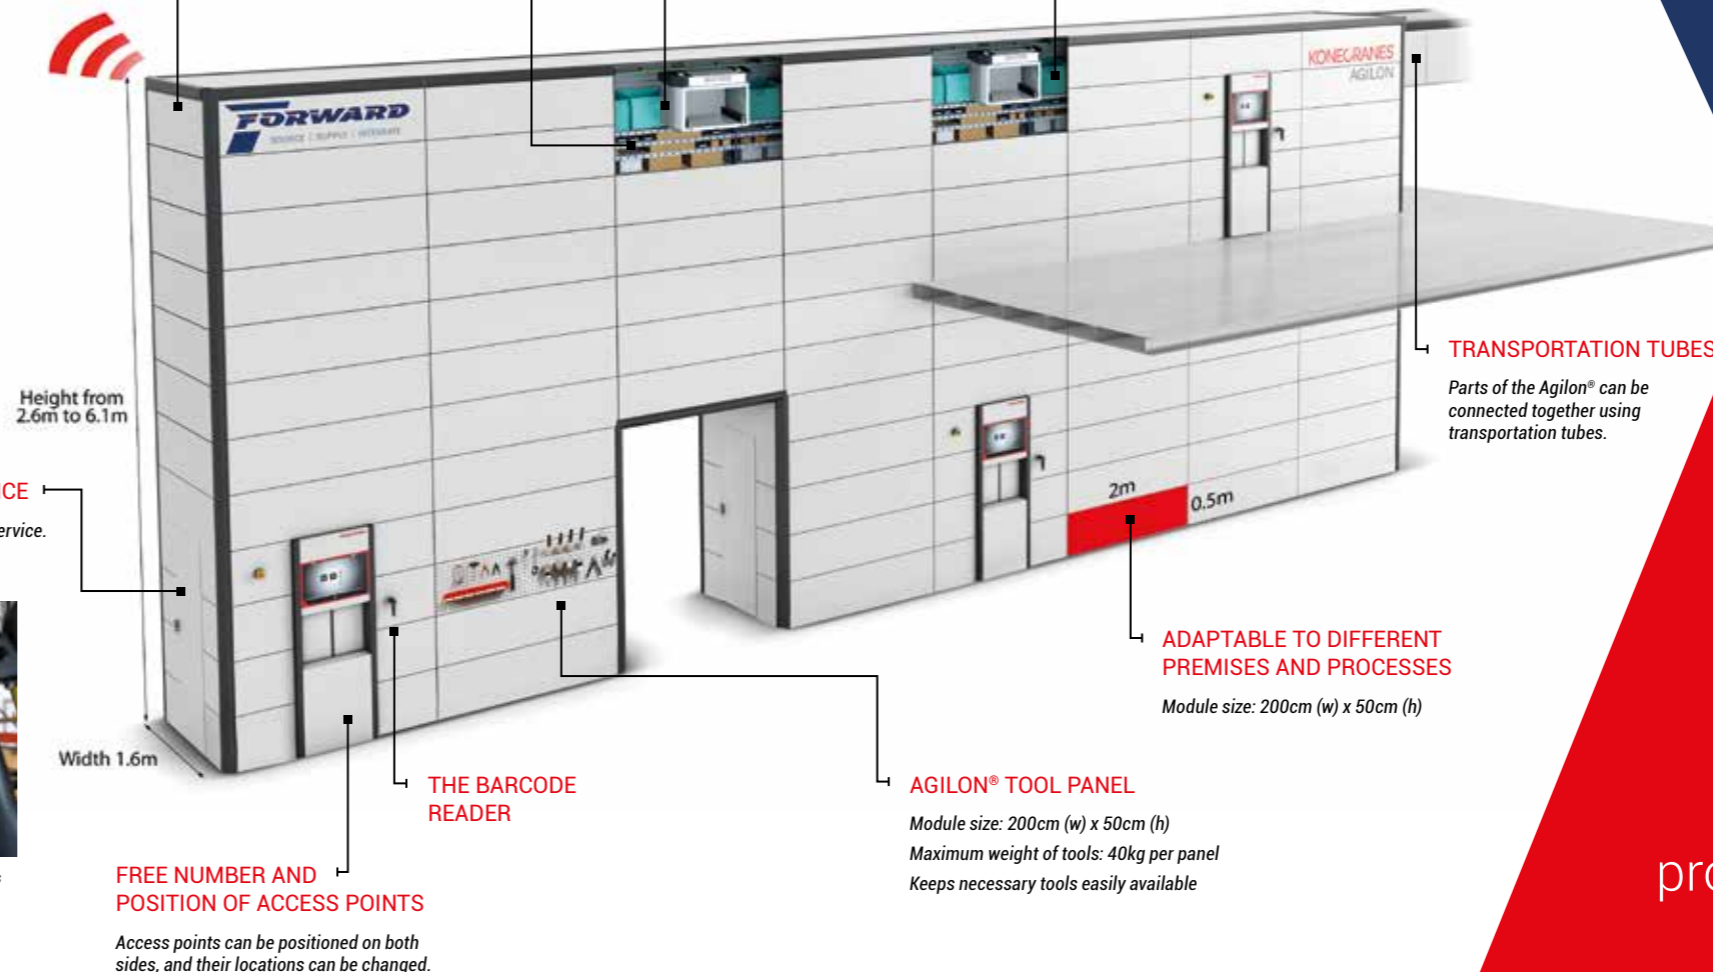 FORWARD
SOURCE | SUPPLY | INTEGRATE
KONECRANES
AGILON
Height from
2.6m to 6.1m
Width 1.6m
2m
0.5m
TRANSPORTATION TUBES
Parts of the Agilon® can be
connected together using
transportation tubes.
ICE
ervice.
ADAPTABLE TO DIFFERENT
PREMISES AND PROCESSES
Module size: 200cm (w) x 50cm (h)
THE BARCODE
READER
AGILON® TOOL PANEL
Module size: 200cm (w) x 50cm (h)
Maximum weight of tools: 40kg per panel
Keeps necessary tools easily available
FREE NUMBER AND
POSITION OF ACCESS POINTS
Access points can be positioned on both
sides, and their locations can be changed.
pro